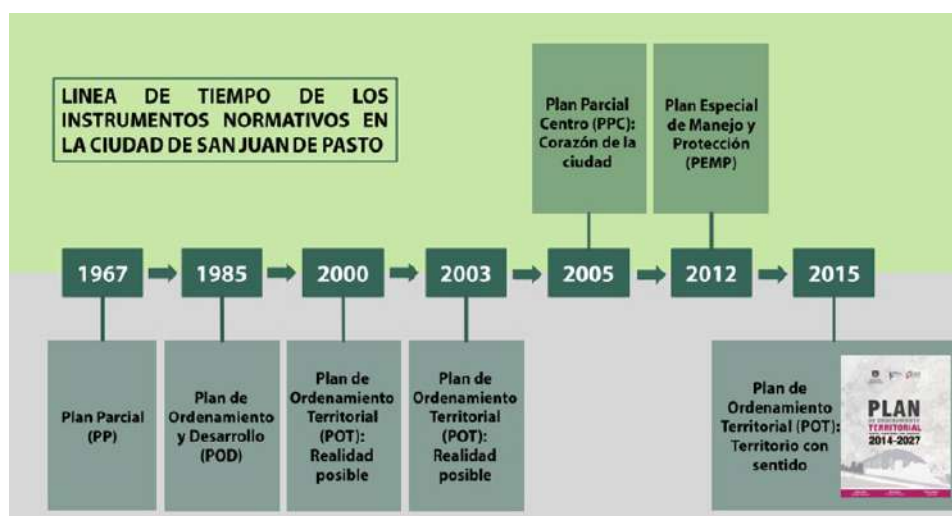 LINEA DE TIEMPO DE LOS
INSTRUMENTOS NORMATIVOS EN
LA CIUDAD DE SAN JUAN DE PASTO
Plan Parcial
Centro (PPC):
Corazón de la
ciudad
Plan Especial
de Manejo y
Protección
(PEMP)
1967
1985
2000
2003
2005
2012
2015
Plan Parcial
(PP)
Plan de
Ordenamiento
y Desarrollo
(POD)
Plan de
Ordenamiento
Territorial
(POT):
Realidad
posible
Plan de
Ordenamiento
Territorial
(POT):
Realidad
posible
Plan de
Ordenamiento
Territorial (POT):
Territorio con
sentido
PLAN
DE ORDENAMIENTO
TERRITORIAL
2014-2027